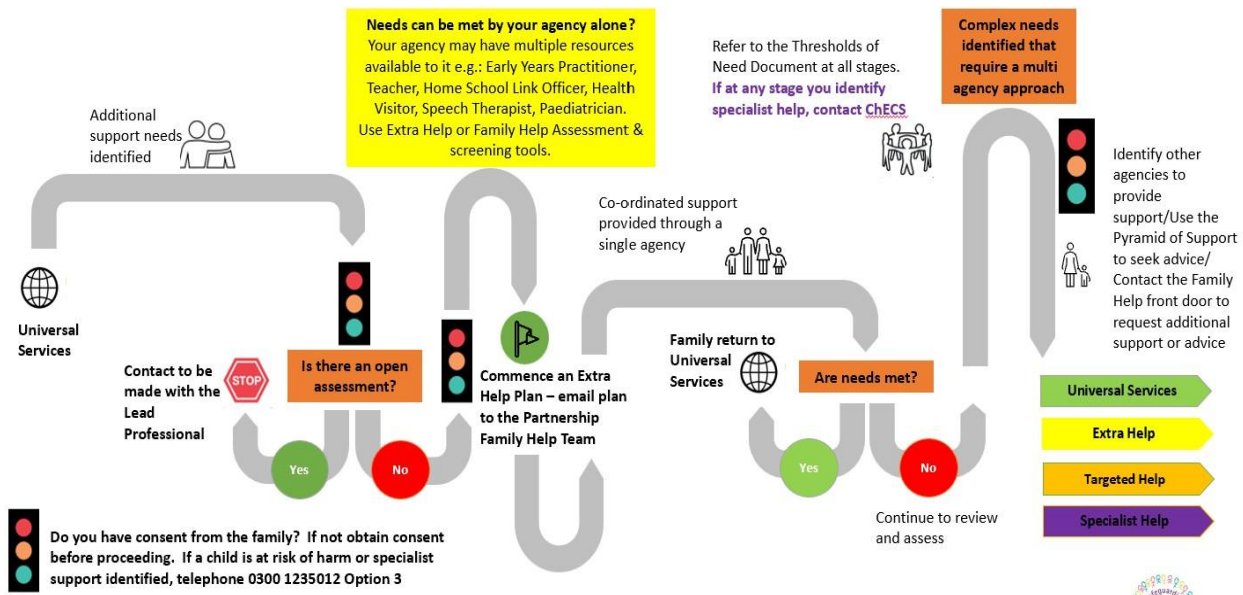 Additional
support needs
identified
Universal
Services
Needs can be met by your agency alone?
Your agency may have multiple resources
available to it e.g.: Early Years Practitioner,
Teacher, Home School Link Officer, Health
Visitor, Speech Therapist, Paediatrician.
Use Extra Help or Family Help Assessment &
screening tools.
Contact to be
made with the
Lead
Professional
STOP
Is there an open
assessment?
Yes
No
Commence an Extra
Help Plan – email plan
to the Partnership
Family Help Team
Co-ordinated support
provided through a
single agency
Refer to the Thresholds of
Need Document at all stages.
If at any stage you identify
specialist help, contact ChECS
Family return to
Universal
Services
Are needs met?
Yes
No
Continue to review
and assess
Complex needs
identified that
require a multi
agency approach
Identify other
agencies to
provide
support/Use the
Pyramid of Support
to seek advice/
Contact the Family
Help front door to
request additional
support or advice
Universal Services
Extra Help
Targeted Help
Specialist Help
Do you have consent from the family? If not obtain consent
before proceeding. If a child is at risk of harm or specialist
support identified, telephone 0300 1235012 Option 3